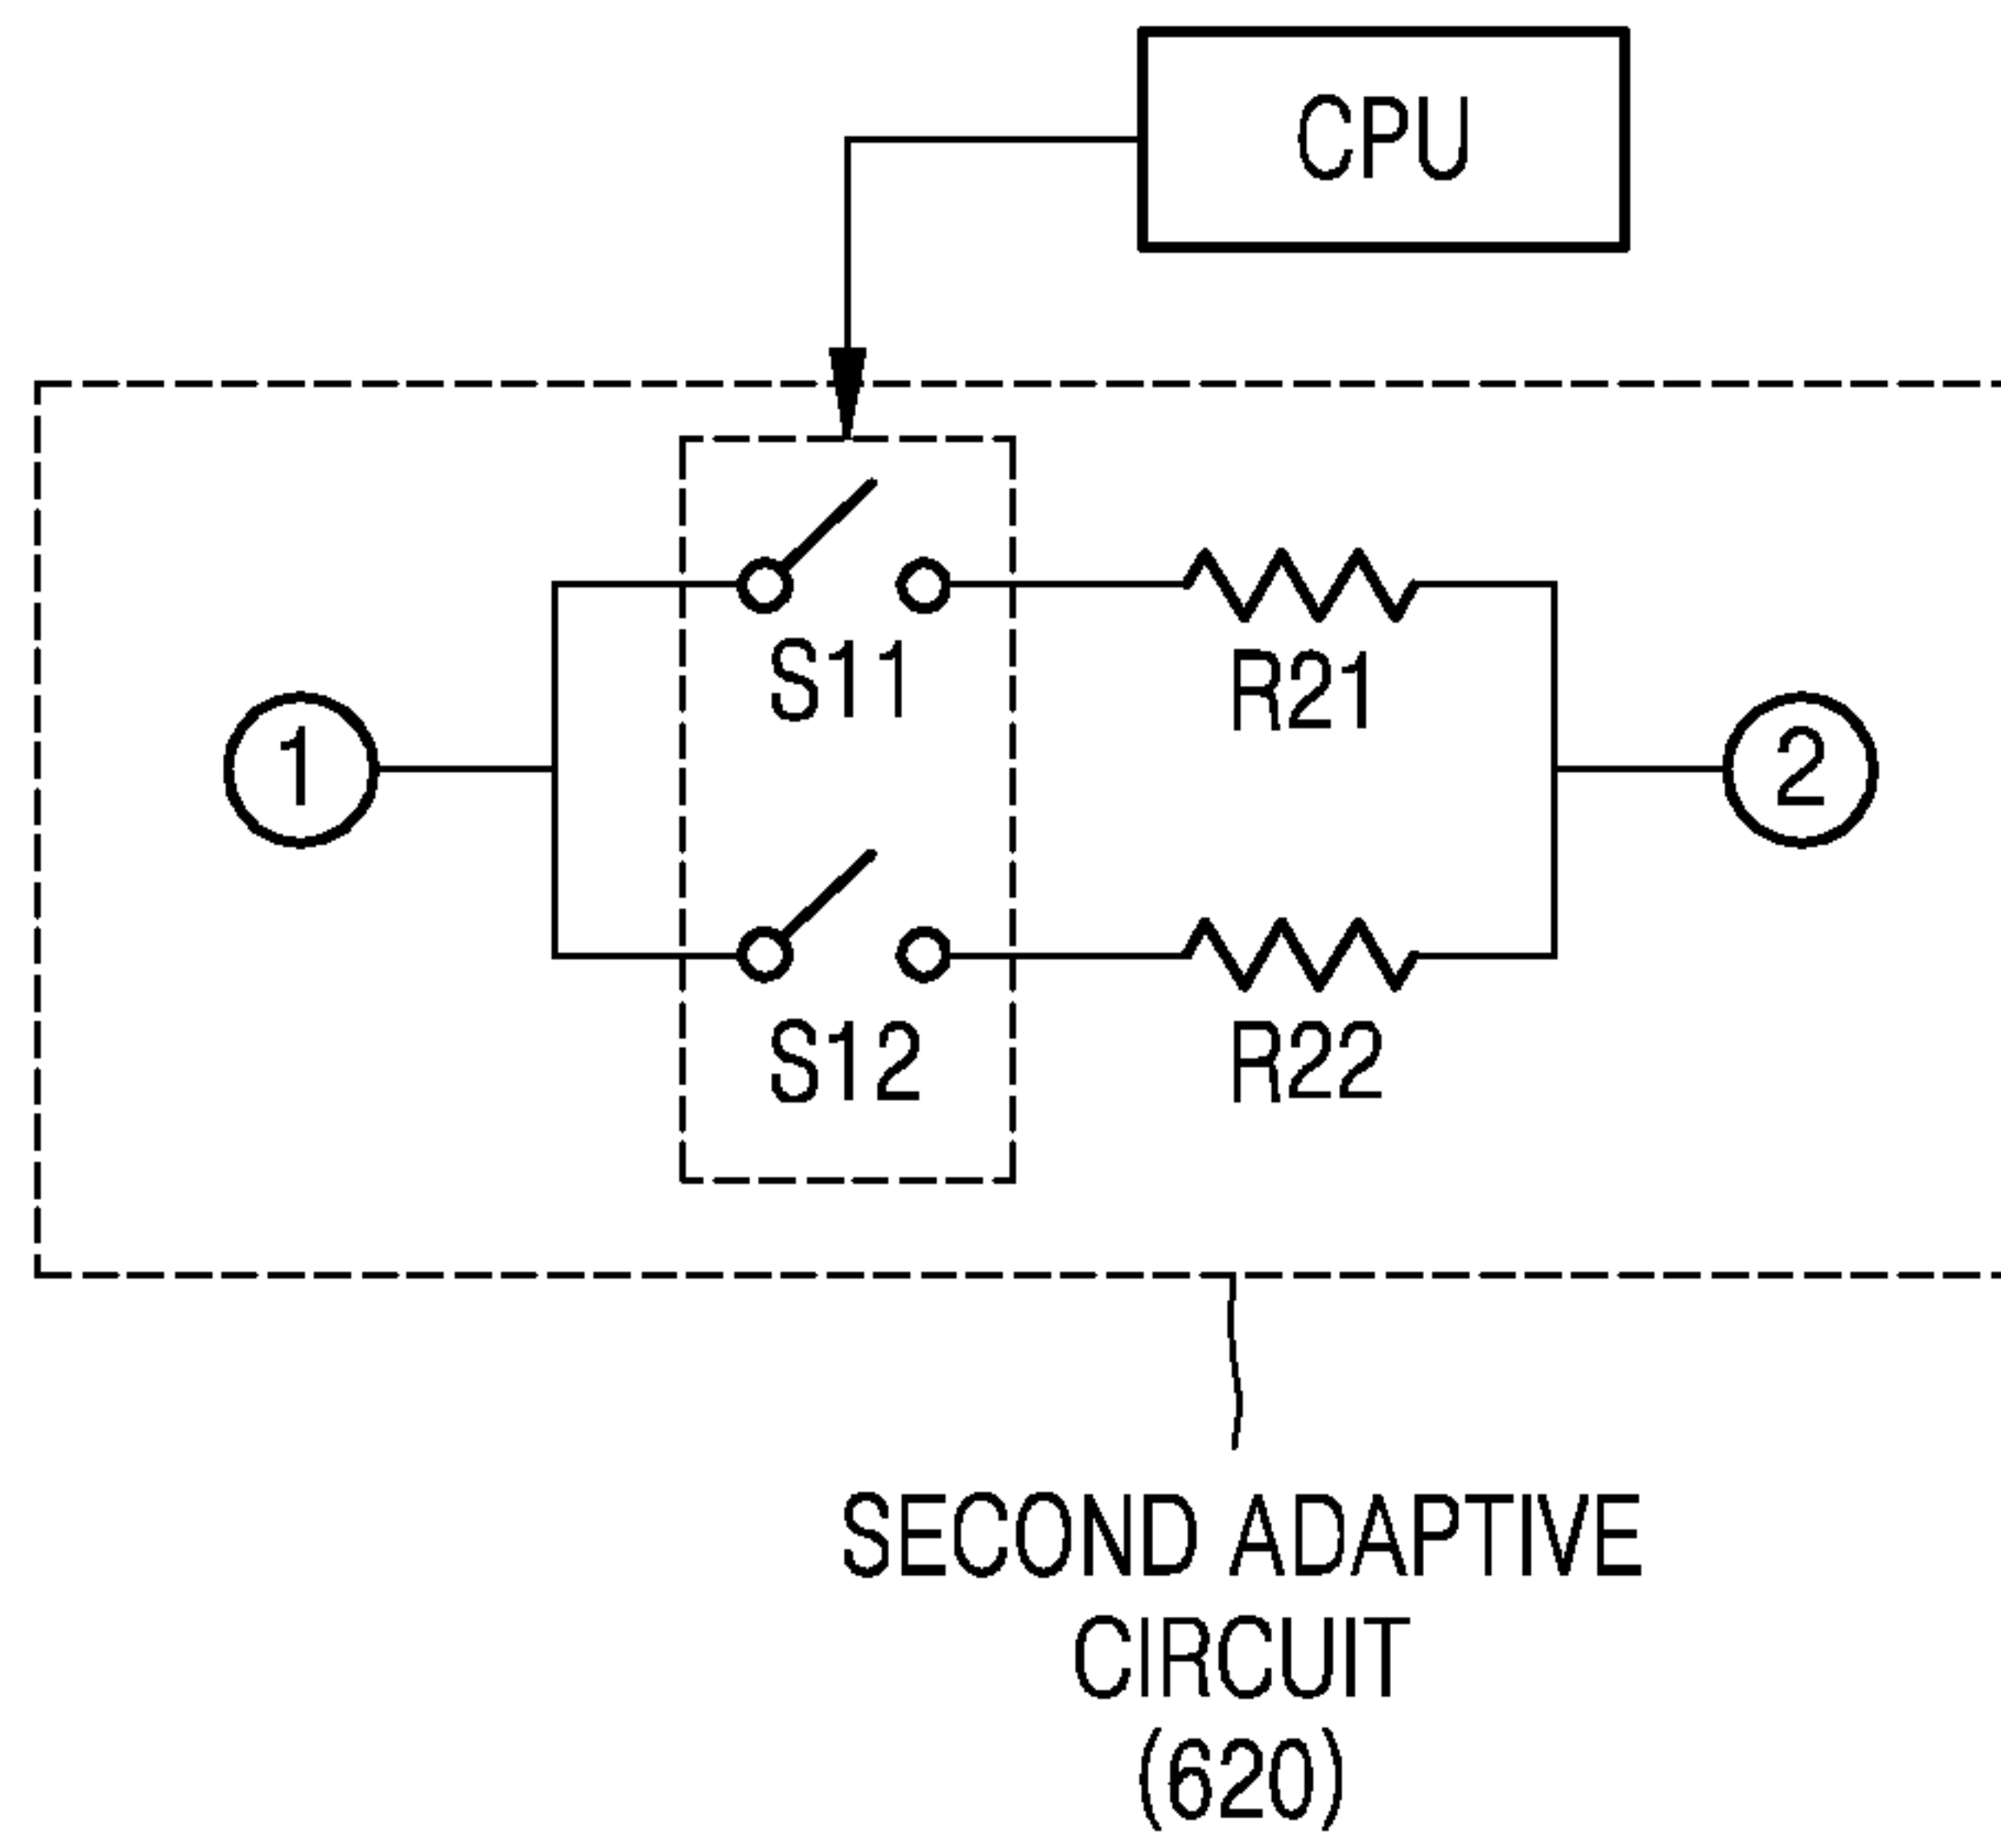 CPU
S11
R21
1
2
S12
R22
SECOND ADAPTIVE
CIRCUIT
(620)